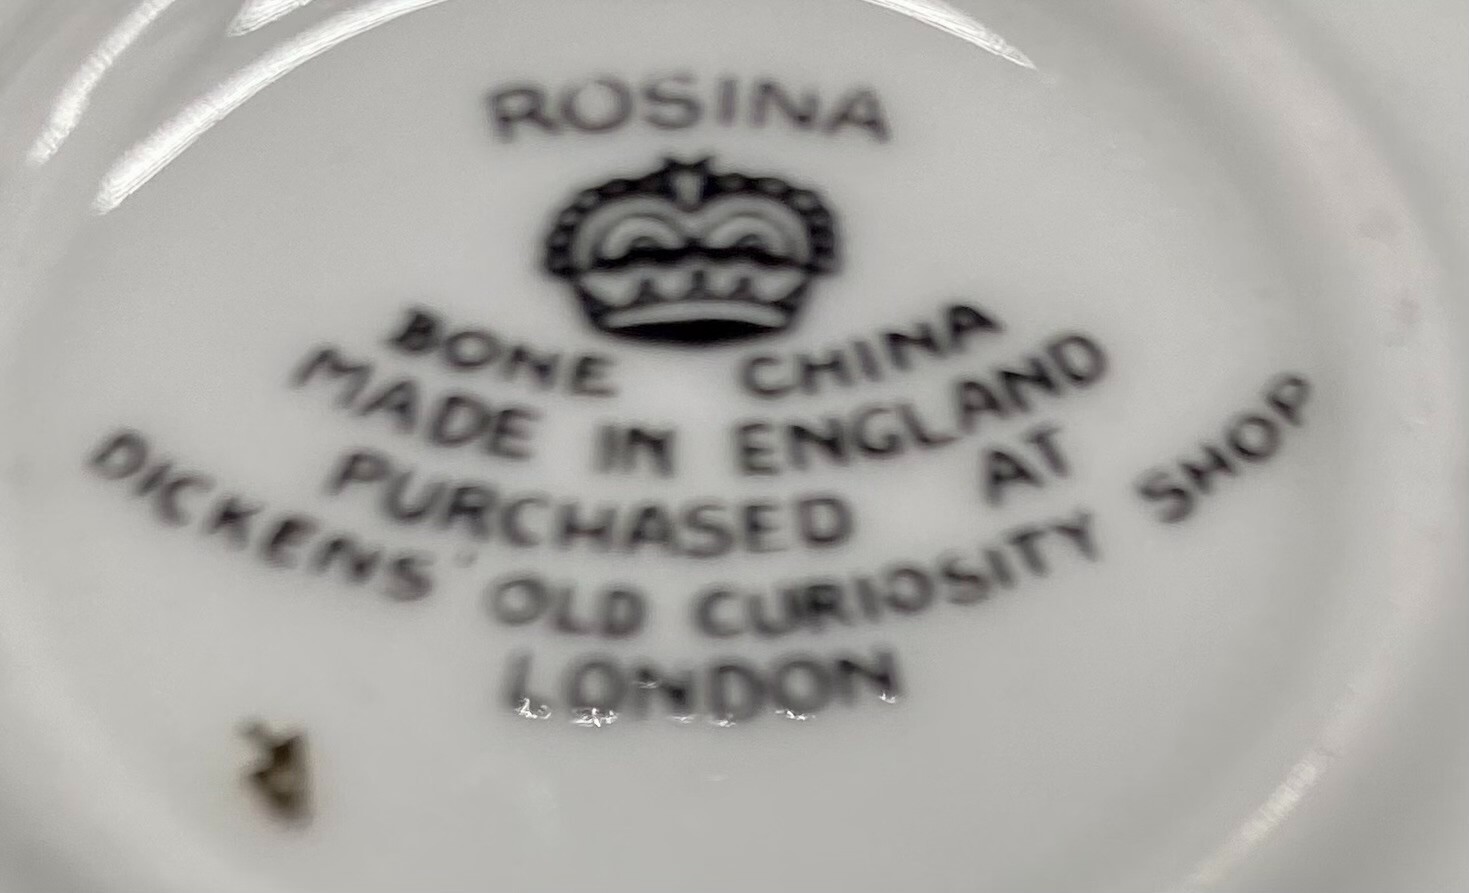 ROSINA
BONE CHINA
MADE IN ENGLAND
PURCHASED AT
DICKENS' OLD CURIOSITY SHOP
LONDON